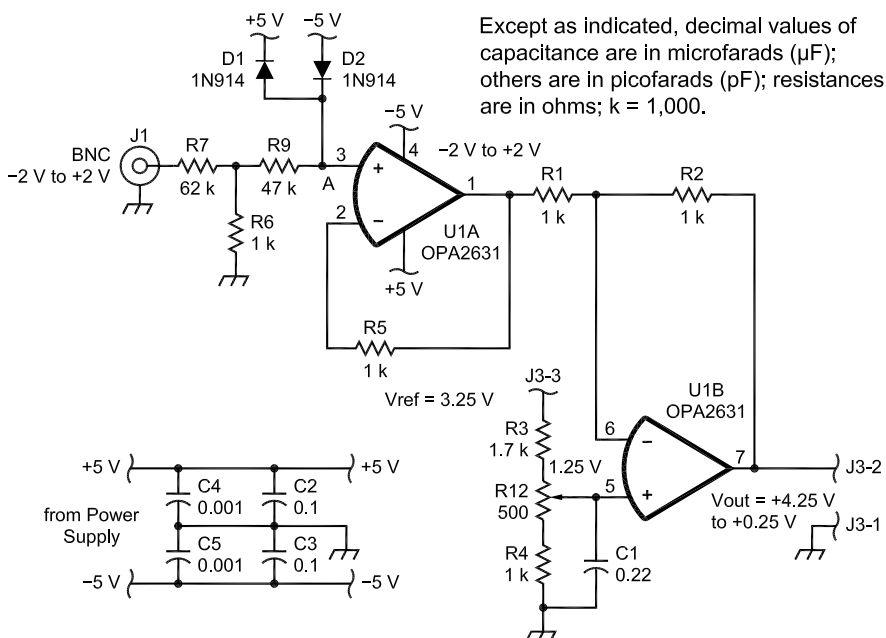 +5 V
−5 V
D1
1N914
D2
1N914
Except as indicated, decimal values of
capacitance are in microfarads (µF);
others are in picofarads (pF); resistances
are in ohms; k = 1,000.
J1
BNC
−2 V to +2 V
R7
62 k
R9
47 k
A
R6
1 k
−5 V
4
3
+
2
−
1
−2 V to +2 V
U1A
OPA2631
+5 V
R1
1 k
R2
1 k
R5
1 k
Vref = 3.25 V
J3-3
R3
1.7 k
1.25 V
R12
500
R4
1 k
C1
0.22
U1B
OPA2631
6
−
5
+
7
J3-2
Vout = +4.25 V
to +0.25 V
J3-1
+5 V
+5 V
C4
0.001
C2
0.1
from Power
Supply
C5
0.001
C3
0.1
−5 V
−5 V